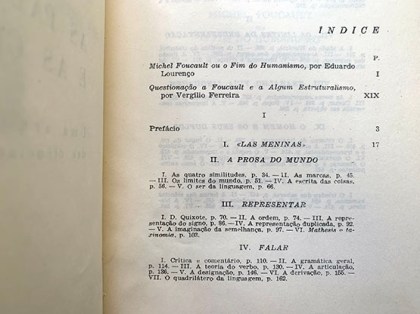 INDICE
P.
Michel Foucault ou o Fim do Humanismo, por Eduardo
Lourenço I
Questionação a Foucault e a Algum Estruturalismo,
por Vergílio Ferreira XIX
I
Prefácio 3
I. «LAS MENINAS» 17
II. A PROSA DO MUNDO
I. As quatro similitudes, p. 34. — II. As marcas, p. 45.
— III. Os limites do mundo, p. 51. — IV. A escrita das coisas,
p. 56. — V. O ser da linguagem, p. 66.
III. REPRESENTAR
I. D. Quixote, p. 70. — II. A ordem, p. 74. — III. A repre-
sentação do signo, p. 86. — IV. A representação duplicada, p. 92.
— V. A imaginação da semelhança, p. 97. — VI. Mathesis e ta-
xinomia, p. 103.
IV. FALAR
I. Crítica e comentário, p. 110. — II. A gramática geral,
p. 114. — III. A teoria do verbo, p. 130. — IV. A articulação,
p. 136. — V. A designação, p. 146. — VI. A derivação, p. 155. —
VII. O quadrilátero da linguagem, p. 162.